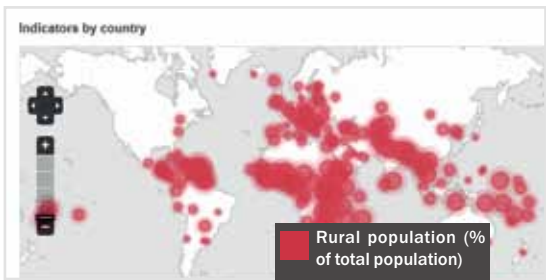 Indicators by country
Rural population (%
of total population)